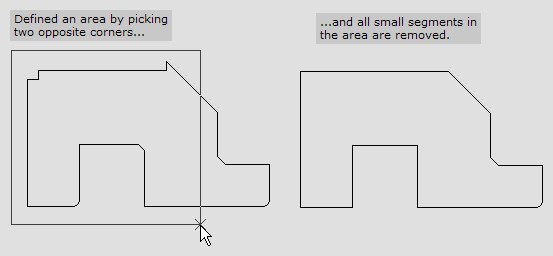 Defined an area by picking
two opposite corners...
...and all small segments in
the area are removed.